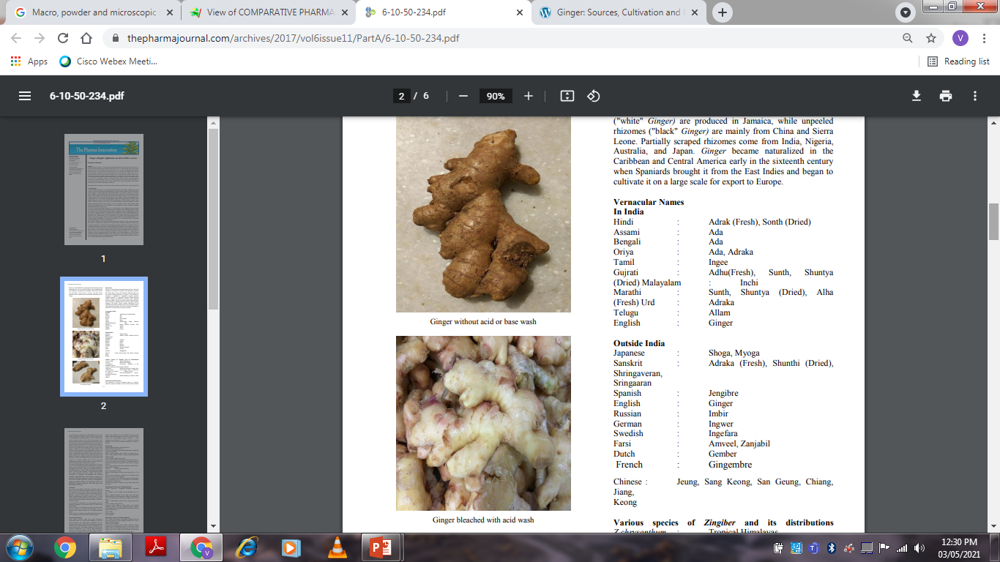 Macro, powder and microscopic
View of COMPARATIVE PHARMA
6-10-50-234.pdf
Ginger: Sources, Cultivation and
thepharmajournal.com/archives/2017/vol6issue11/PartA/6-10-50-234.pdf
V
Apps
Cisco Webex Meeti...
Reading list
6-10-50-234.pdf
2 / 6
90%
The Pharma Innovation
1
2
Ginger without acid or base wash
Ginger bleached with acid wash
("white" Ginger) are produced in Jamaica, while unpeeled
rhizomes ("black" Ginger) are mainly from China and Sierra
Leone. Partially scraped rhizomes come from India, Nigeria,
Australia, and Japan. Ginger became naturalized in the
Caribbean and Central America early in the sixteenth century
when Spaniards brought it from the East Indies and began to
cultivate it on a large scale for export to Europe.
Vernacular Names
In India
Hindi : Adrak (Fresh), Sonth (Dried)
Assami : Ada
Bengali : Ada
Oriya : Ada, Adraka
Tamil : Ingee
Gujrati : Adhu(Fresh), Sunth, Shuntya
(Dried) Malayalam : Inchi
Marathi : Sunth, Shuntya (Dried), Alha
(Fresh) Urd : Adraka
Telugu : Allam
English : Ginger
Outside India
Japanese : Shoga, Myoga
Sanskrit : Adraka (Fresh), Shunthi (Dried),
Shringaveran,
Sringaaran
Spanish : Jengibre
English : Ginger
Russian : Imbir
German : Ingwer
Swedish : Ingefara
Farsi : Amveel, Zanjabil
Dutch : Gember
French : Gingembre
Chinese : Jeung, Sang Keong, San Geung, Chiang,
Jiang,
Keong
Various species of Zingiber and its distributions
Z.chrysanthum : Tropical Himalayas
12:30 PM
03/05/2021